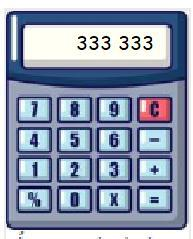 333 333
7 8 9 C
4 5 6 -
1 2 3 +
% 0 X =